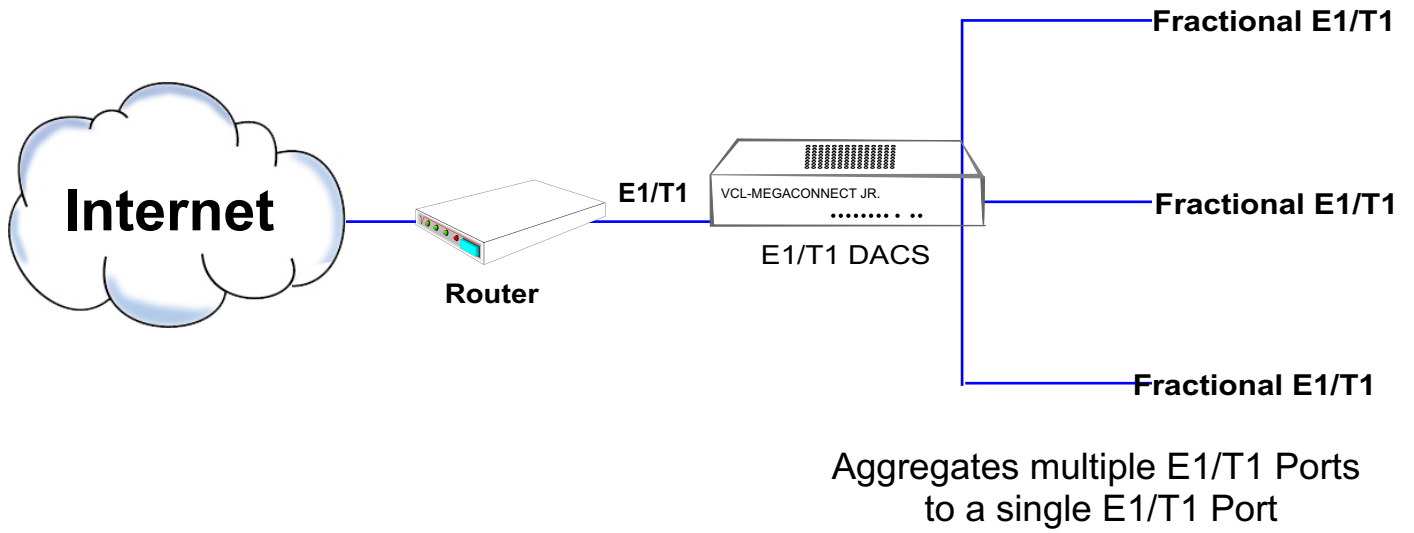 Fractional E1/T1
Internet
E1/T1
VCL-MEGACONNECT JR.
Fractional E1/T1
E1/T1 DACS
Router
Fractional E1/T1
Aggregates multiple E1/T1 Ports
to a single E1/T1 Port